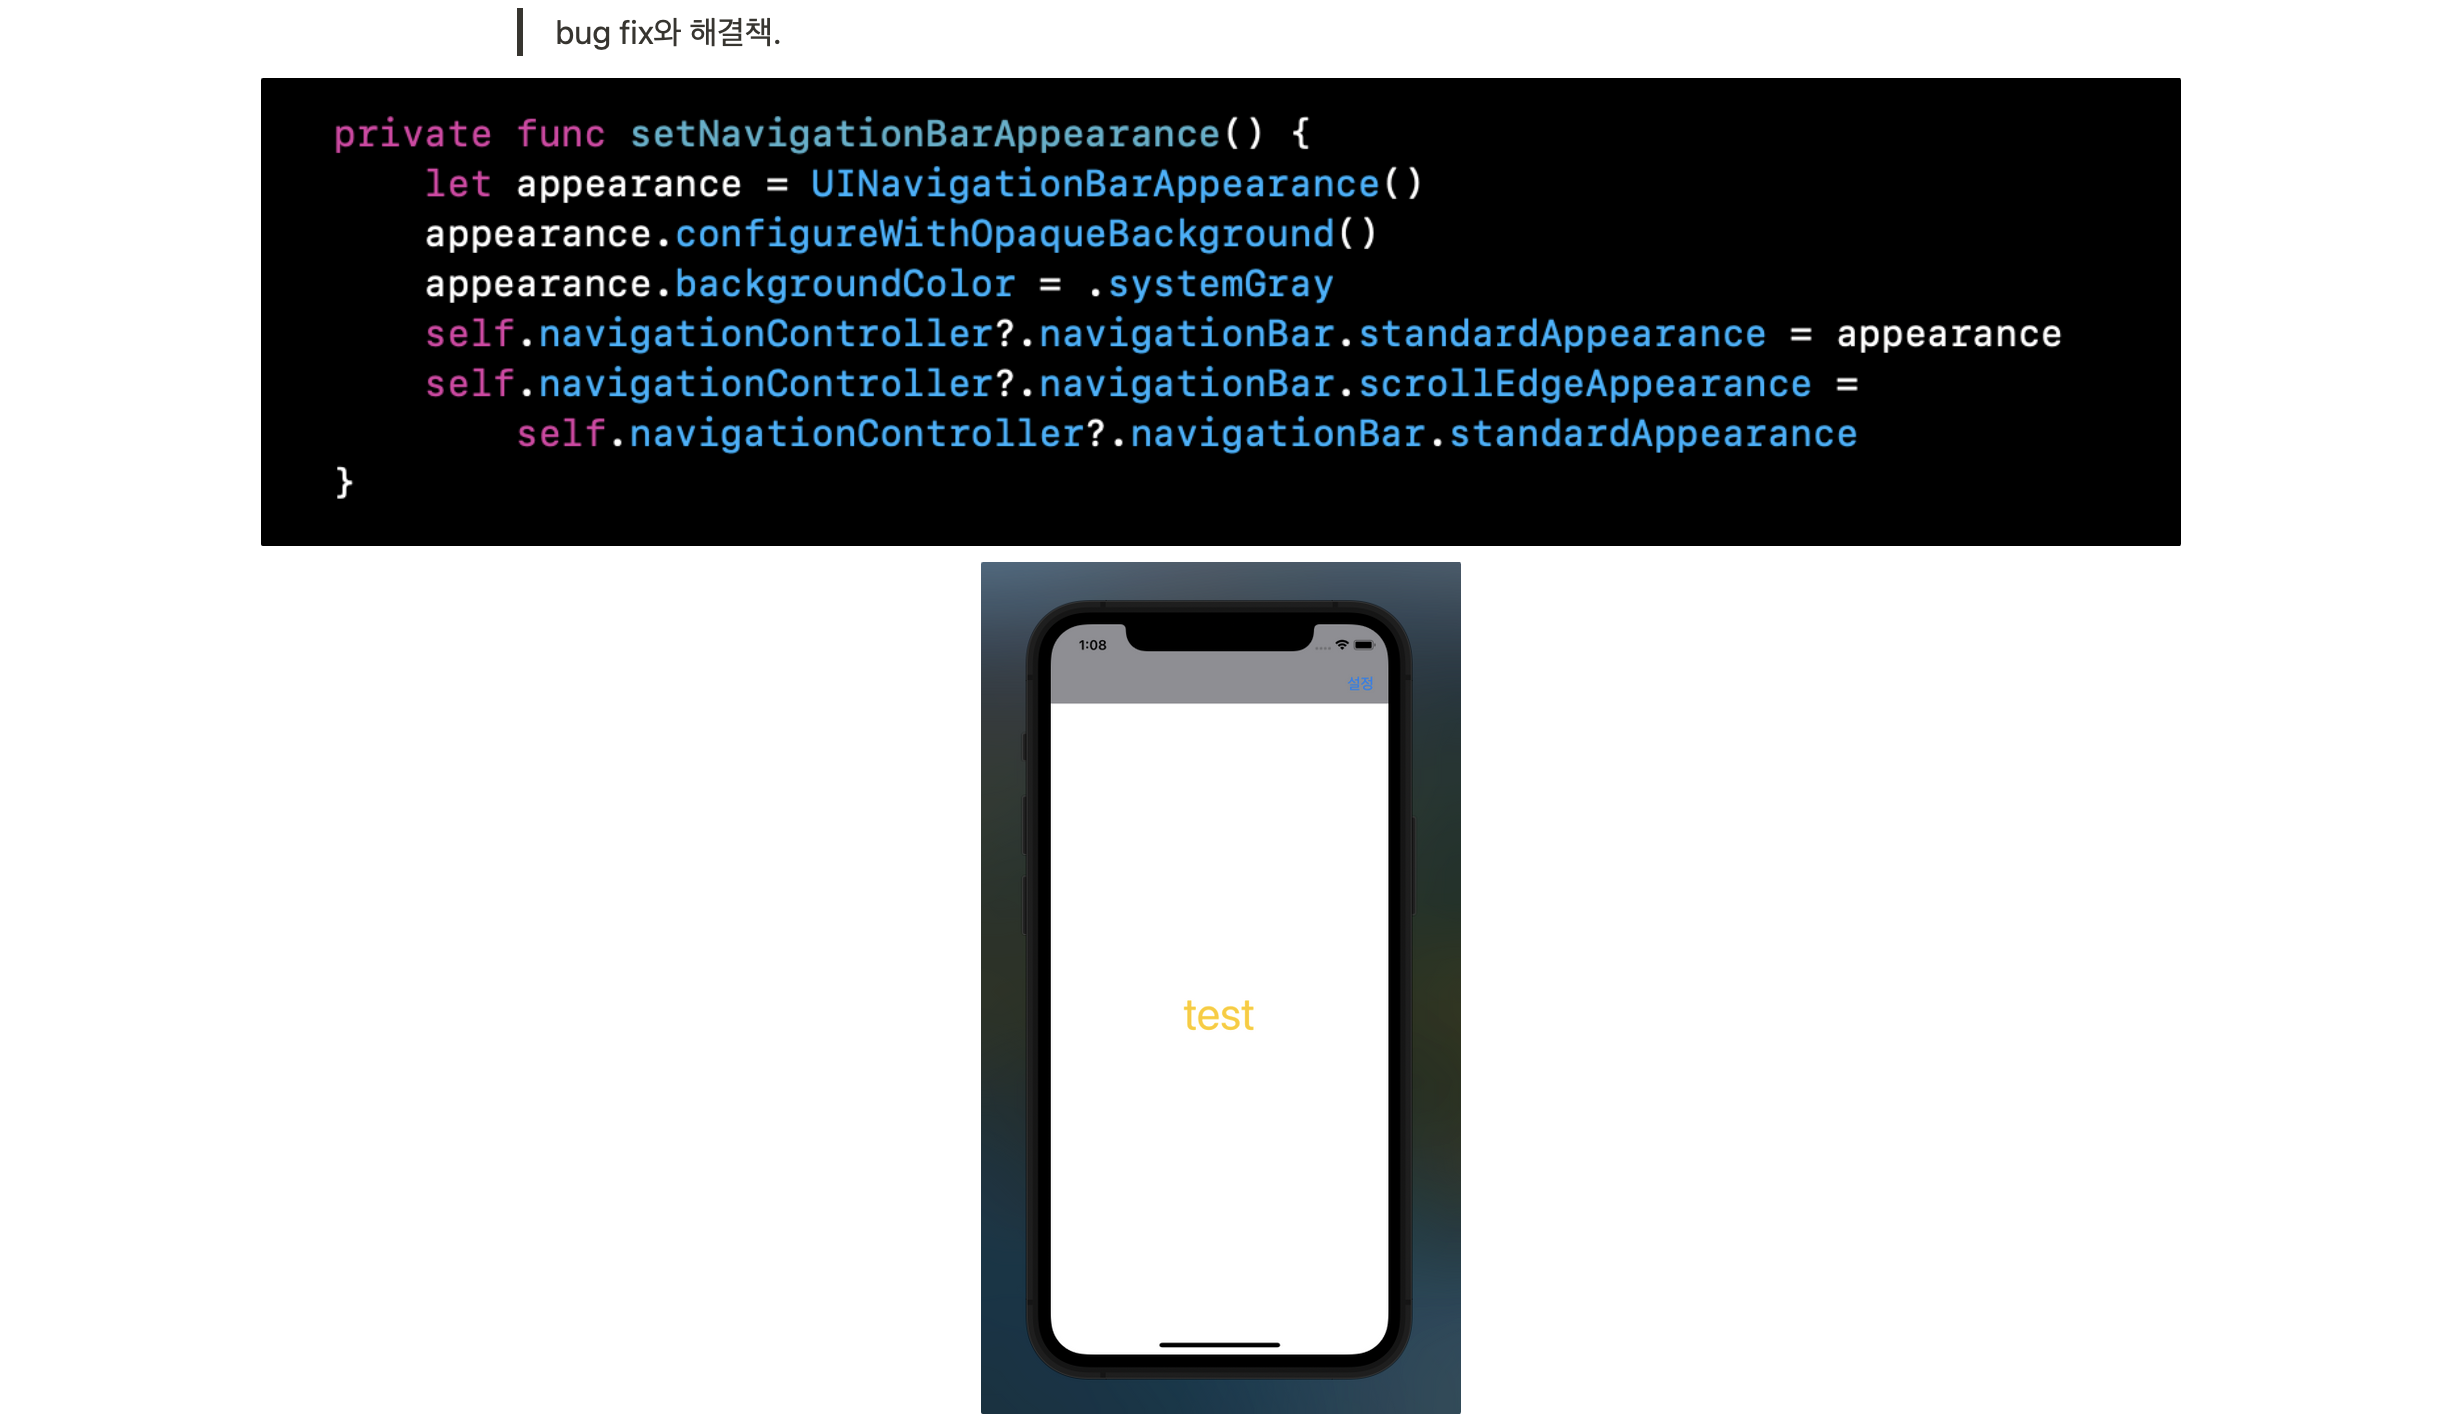 bug fix와 해결책.
private func setNavigationBarAppearance() {
    let appearance = UINavigationBarAppearance()
    appearance.configureWithOpaqueBackground()
    appearance.backgroundColor = .systemGray
    self.navigationController?.navigationBar.standardAppearance = appearance
    self.navigationController?.navigationBar.scrollEdgeAppearance =
        self.navigationController?.navigationBar.standardAppearance
}
1:08
설정
test